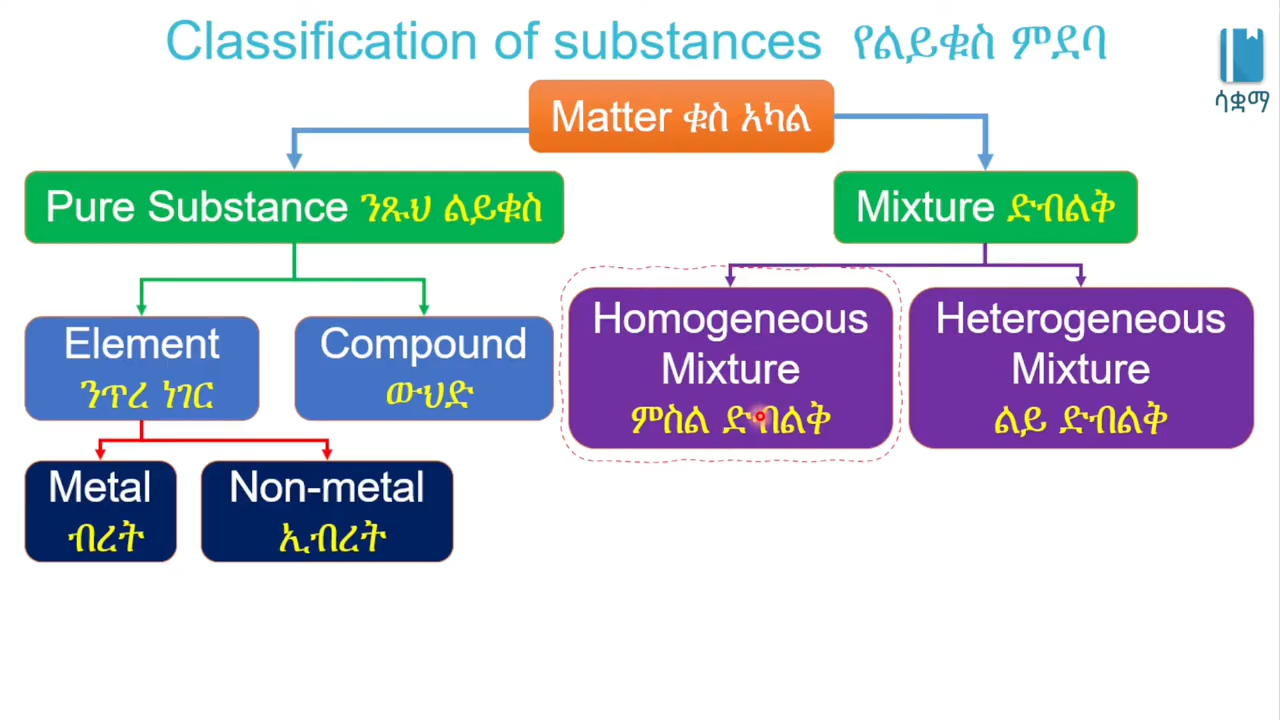 Classification of substances የልይቁስ ምደባ
ሳቋማ
Matter ቁስ አካል
Pure Substance ንጹህ ልይቁስ
Mixture ድብልቅ
Element
ንጥረ ነገር
Compound
ውህድ
Homogeneous
Mixture
ምስል ድብልቅ
Heterogeneous
Mixture
ልይ ድብልቅ
Metal
ብረት
Non-metal
ኢብረት